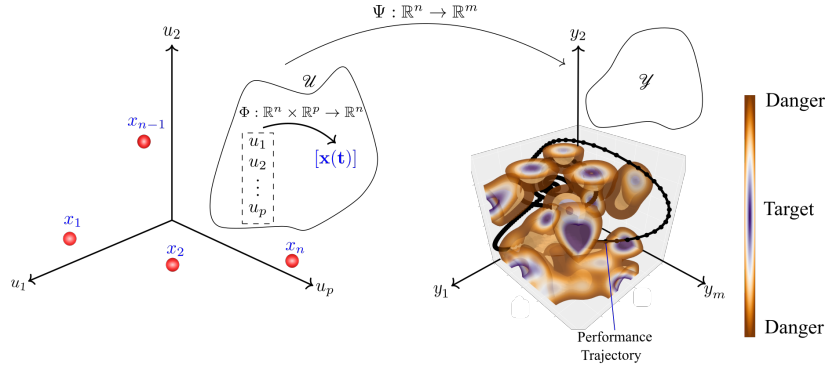 Ψ : ℝⁿ → ℝᵐ
u₂
y₂
𝒰
𝒴
Φ : ℝⁿ × ℝᵖ → ℝⁿ
xₙ₋₁
u₁
u₂
⋮
uₚ
[x(t)]
x₁
x₂
xₙ
u₁
uₚ
y₁
yₘ
Performance
Trajectory
Danger
Target
Danger